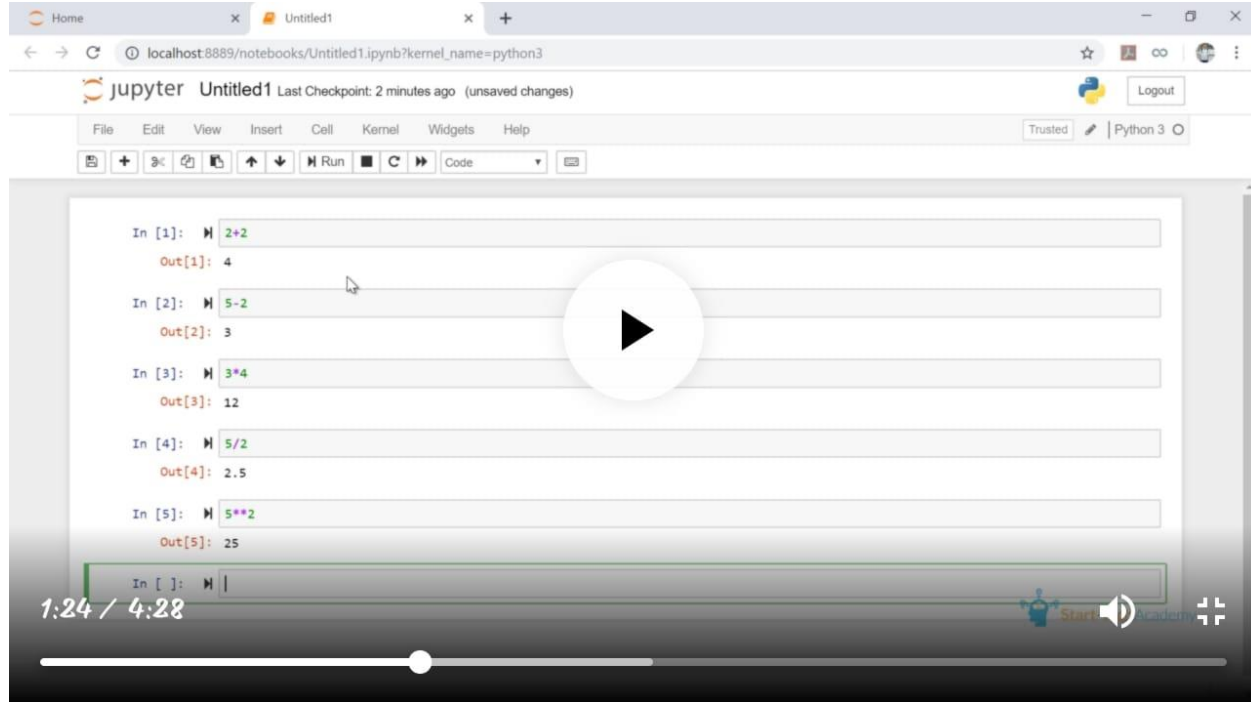 Home
Untitled1
localhost:8889/notebooks/Untitled1.ipynb?kernel_name=python3
jupyter Untitled1 Last Checkpoint: 2 minutes ago (unsaved changes)
Logout
File Edit View Insert Cell Kernel Widgets Help
Trusted Python 3
Run Code
In [1]: 2+2
Out[1]: 4
In [2]: 5-2
Out[2]: 3
In [3]: 3*4
Out[3]: 12
In [4]: 5/2
Out[4]: 2.5
In [5]: 5**2
Out[5]: 25
In [ ]:
1:24 / 4:28
Start Academy